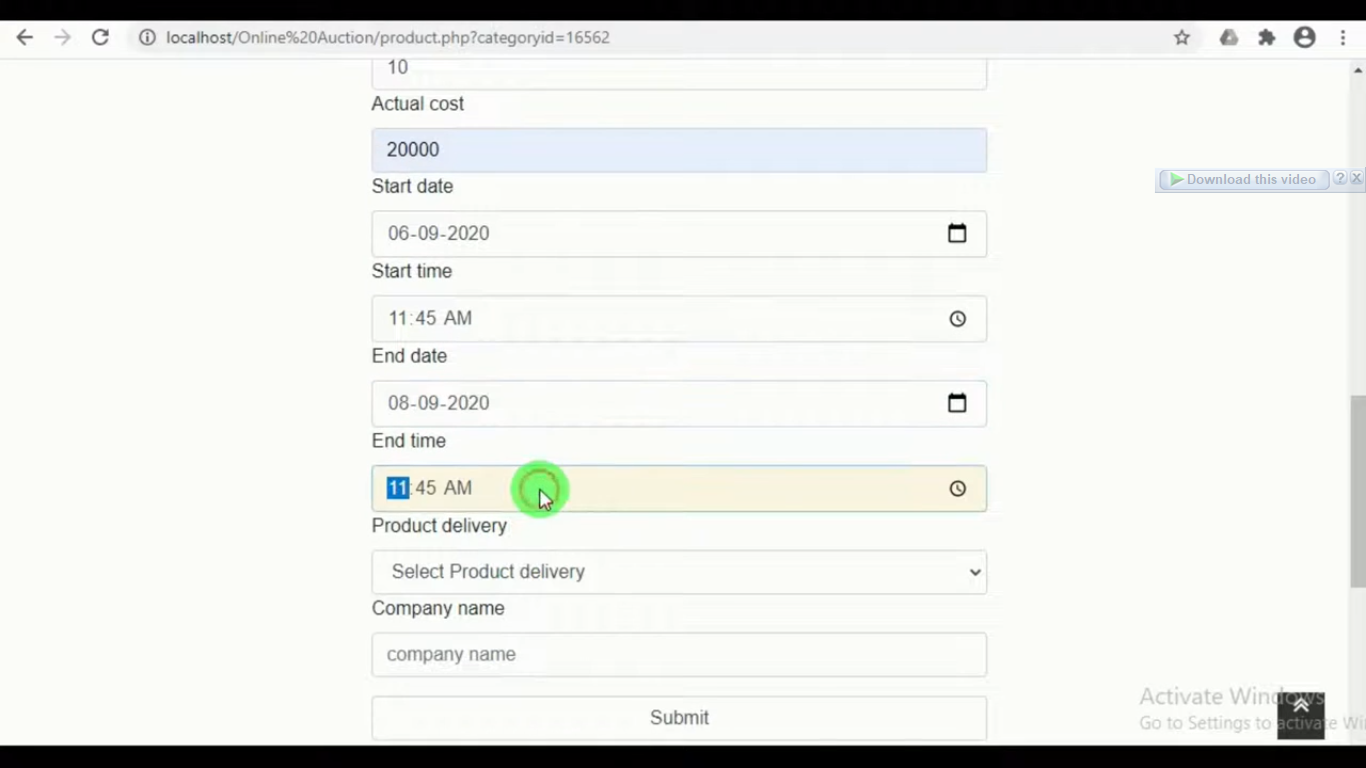 localhost/Online%20Auction/product.php?categoryid=16562
10
Actual cost
20000
Download this video ? X
Start date
06-09-2020
Start time
11:45 AM
End date
08-09-2020
End time
11:45 AM
Product delivery
Select Product delivery
Company name
company name
Submit
Activate Windows
Go to Settings to activate Wi